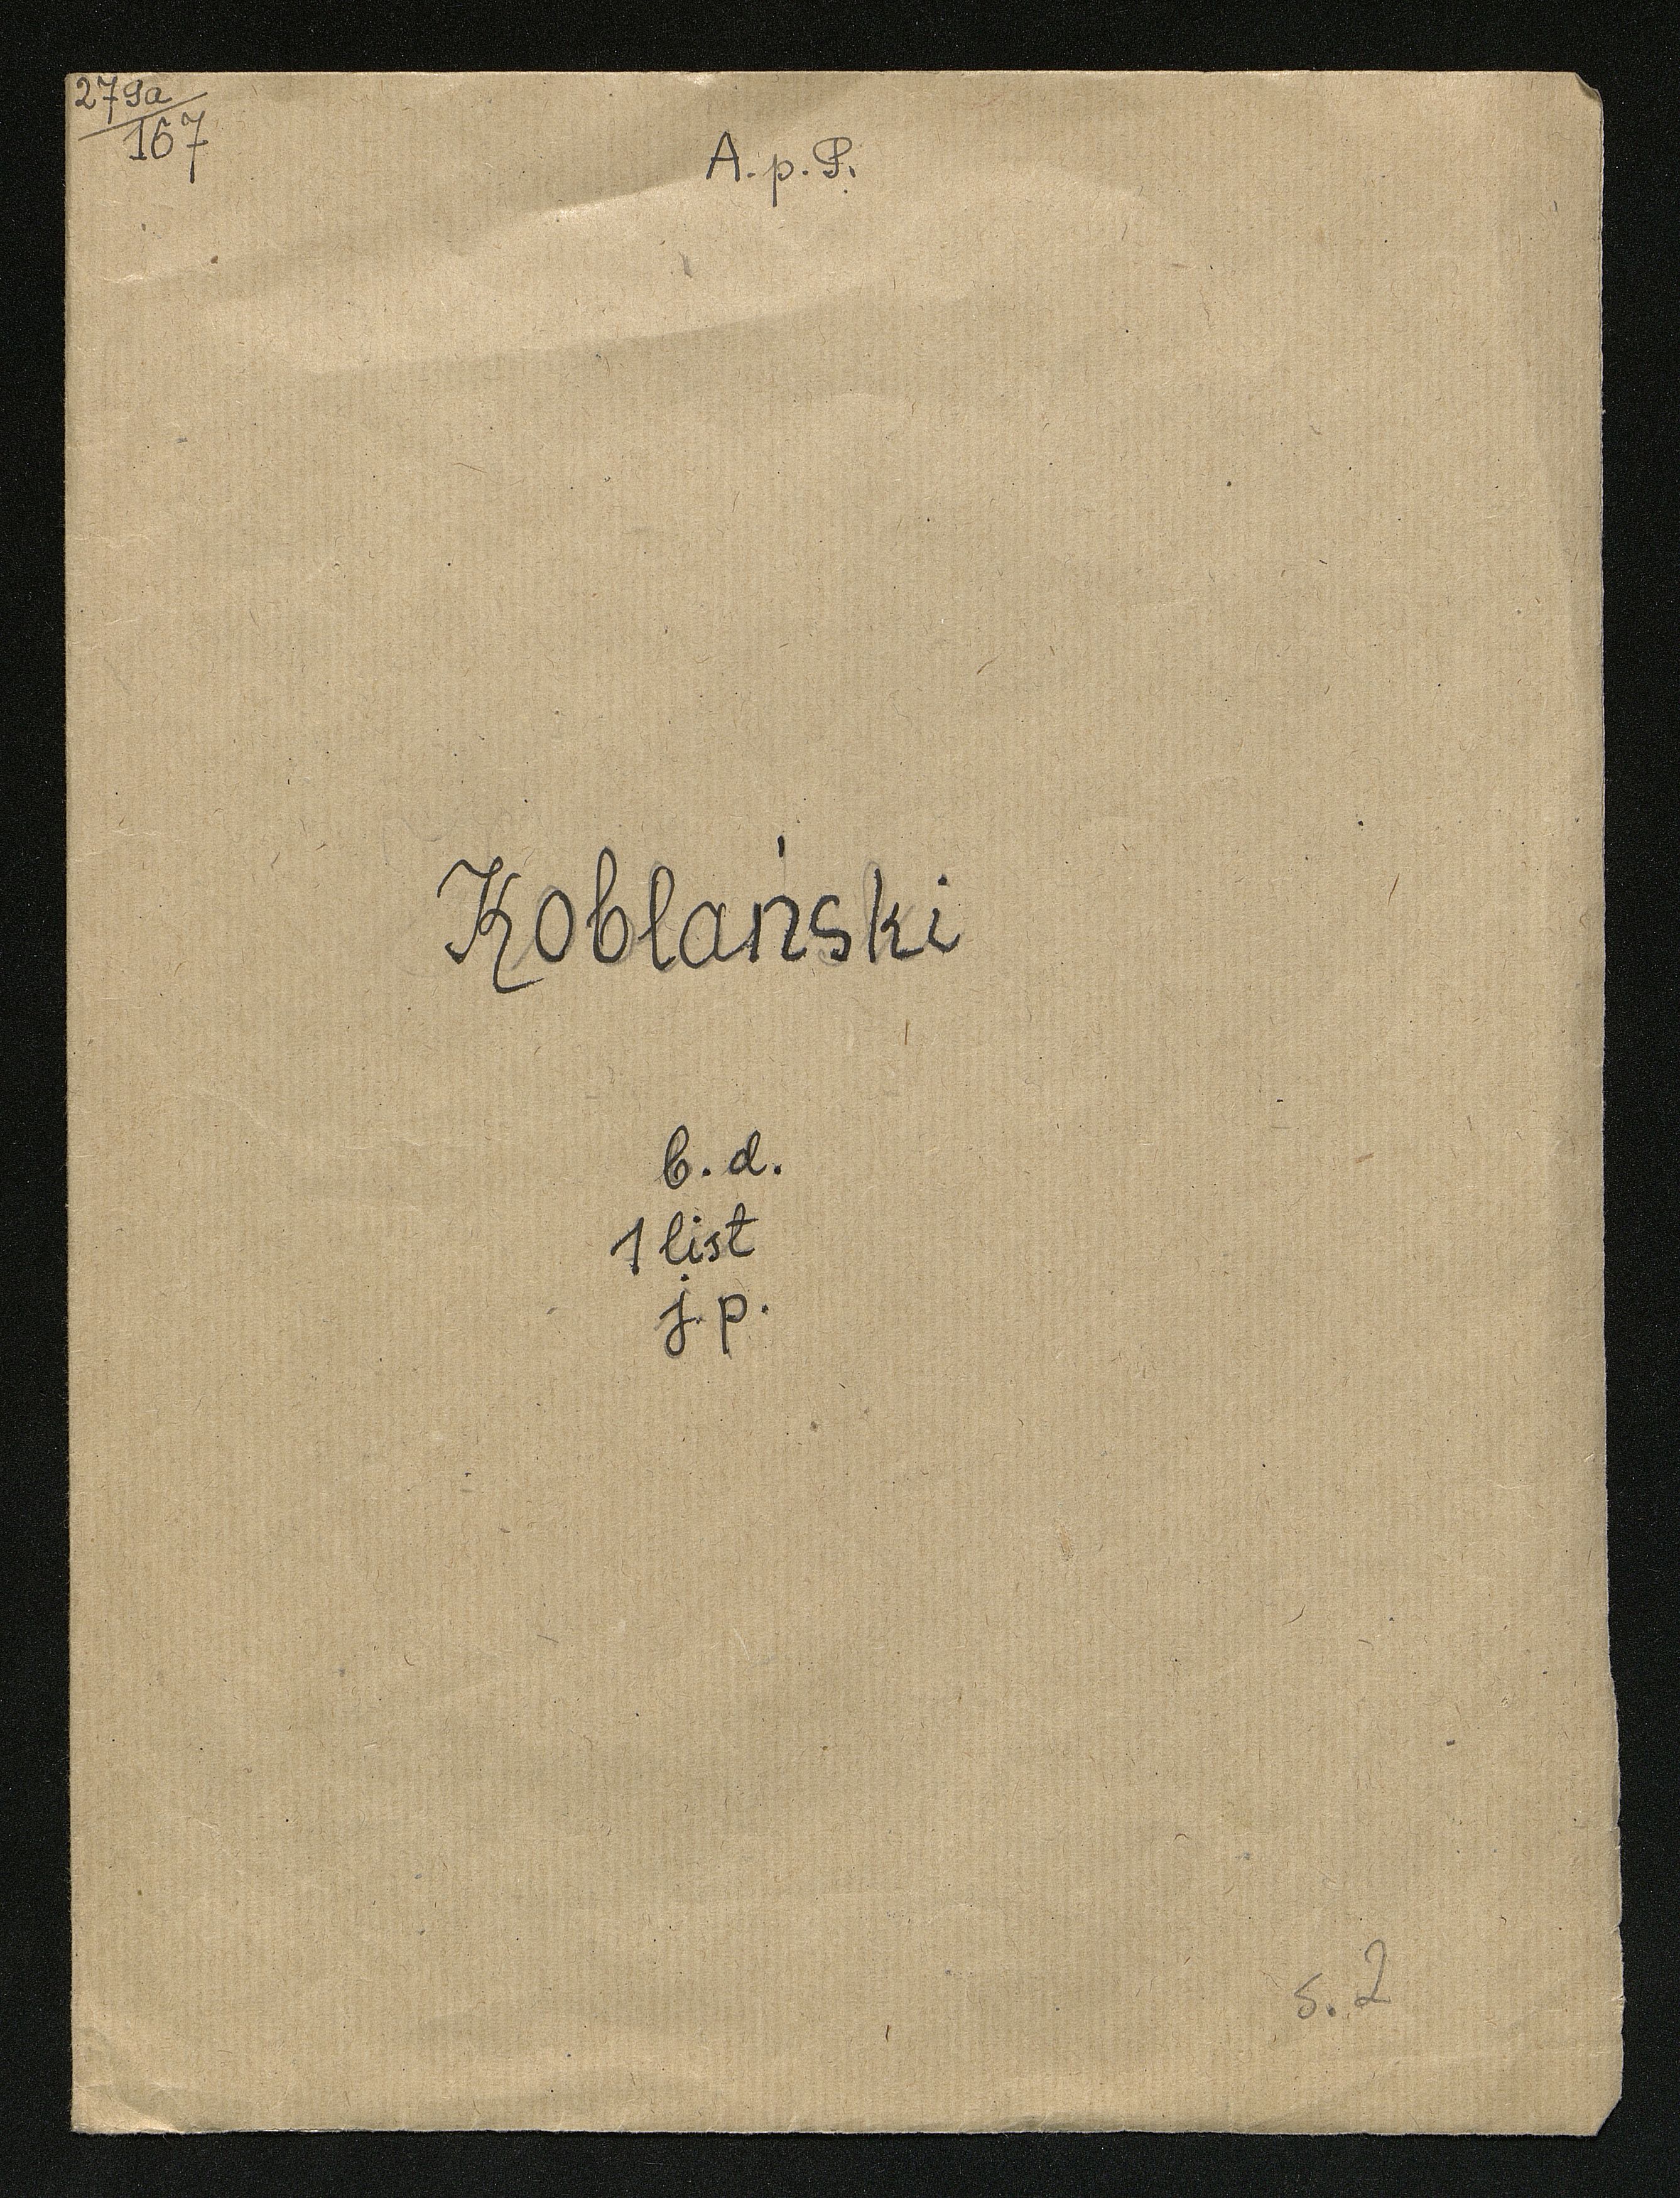 279a
167
A.p.P.
Koblański
b.d.
1 list
j.p.
s. 2